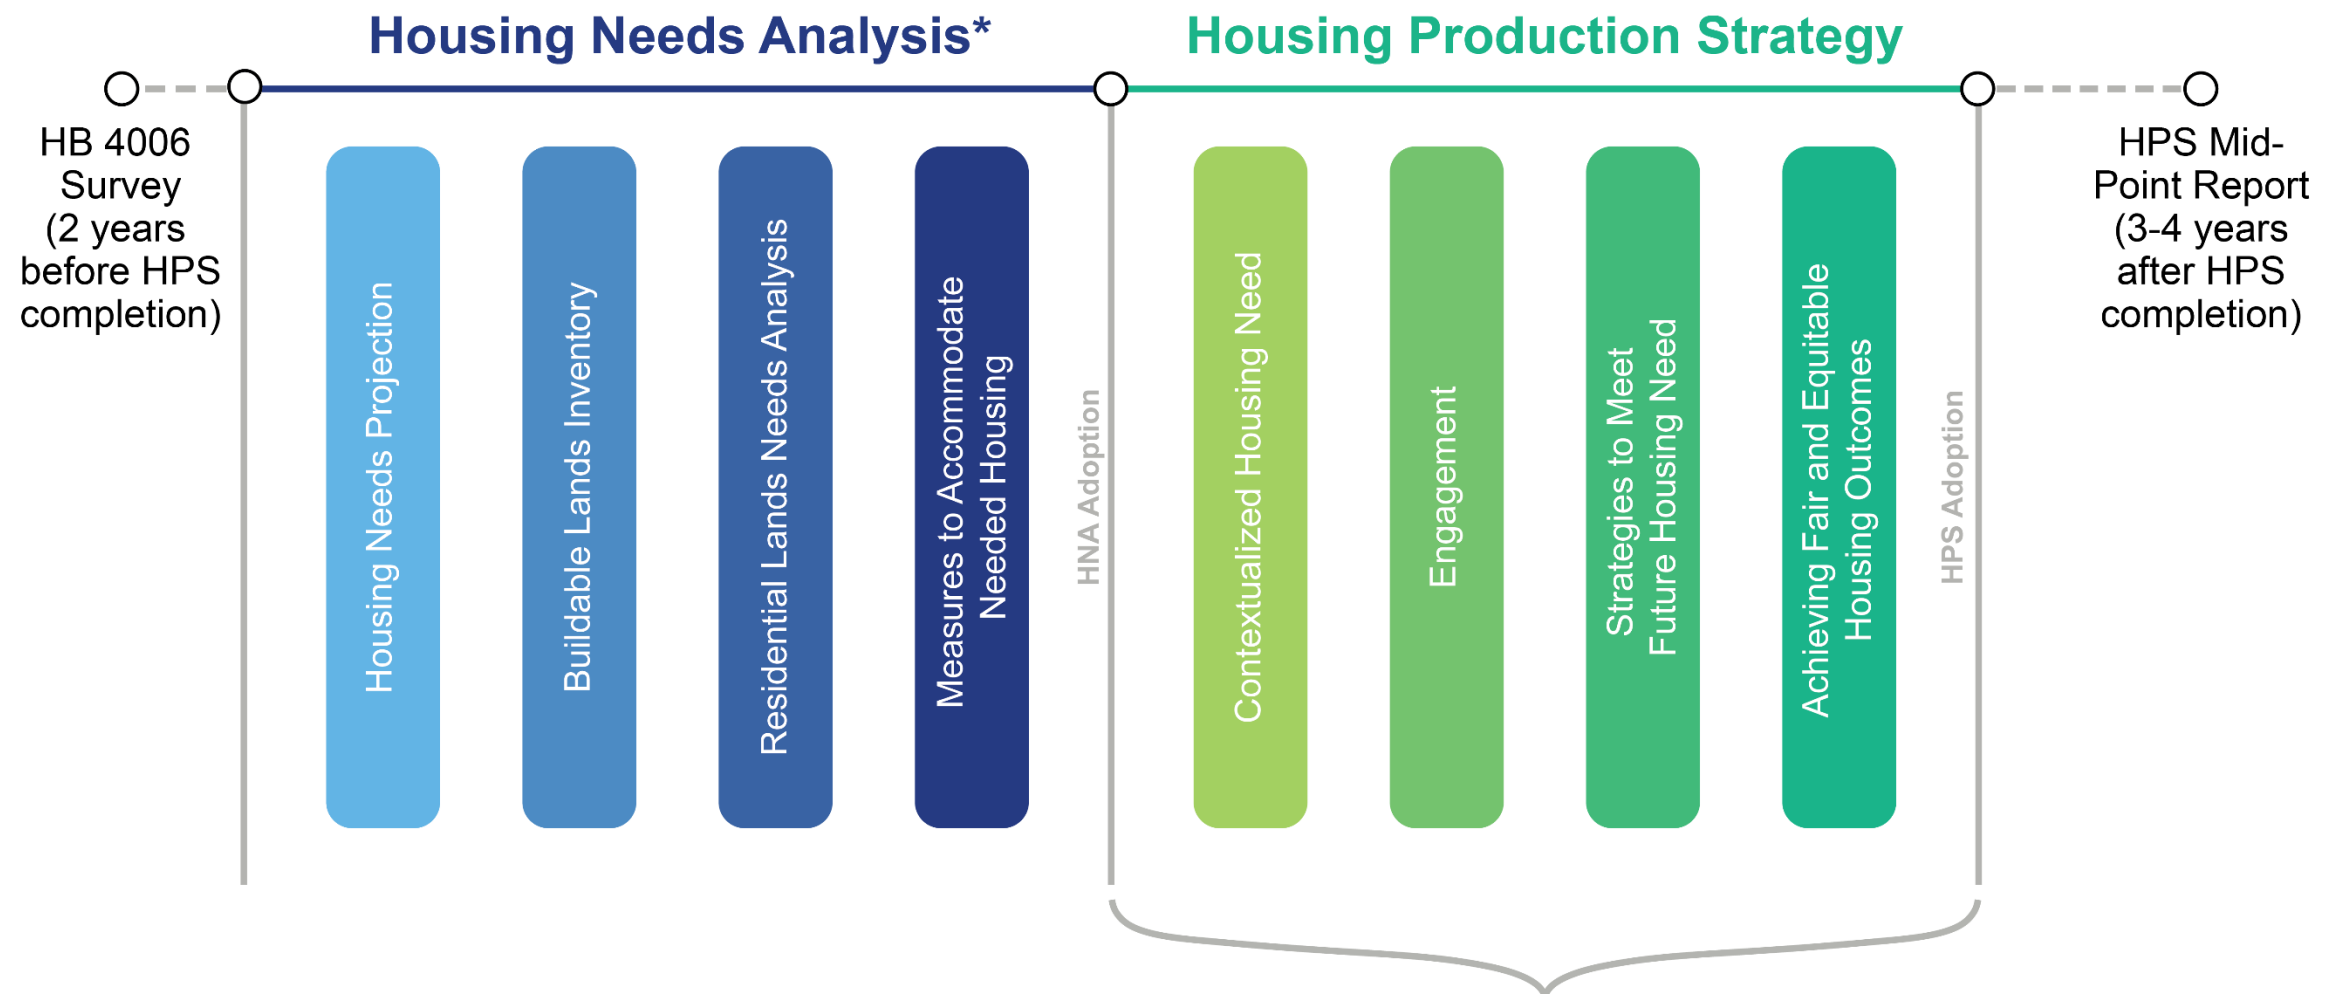 Housing Needs Analysis*
Housing Production Strategy
HB 4006
Survey
(2 years
before HPS
completion)
Housing Needs Projection
Buildable Lands Inventory
Residential Lands Needs Analysis
Measures to Accommodate
Needed Housing
HNA Adoption
Contextualized Housing Need
Engagement
Strategies to Meet
Future Housing Need
Achieving Fair and Equitable
Housing Outcomes
HPS Adoption
HPS Mid-
Point Report
(3-4 years
after HPS
completion)